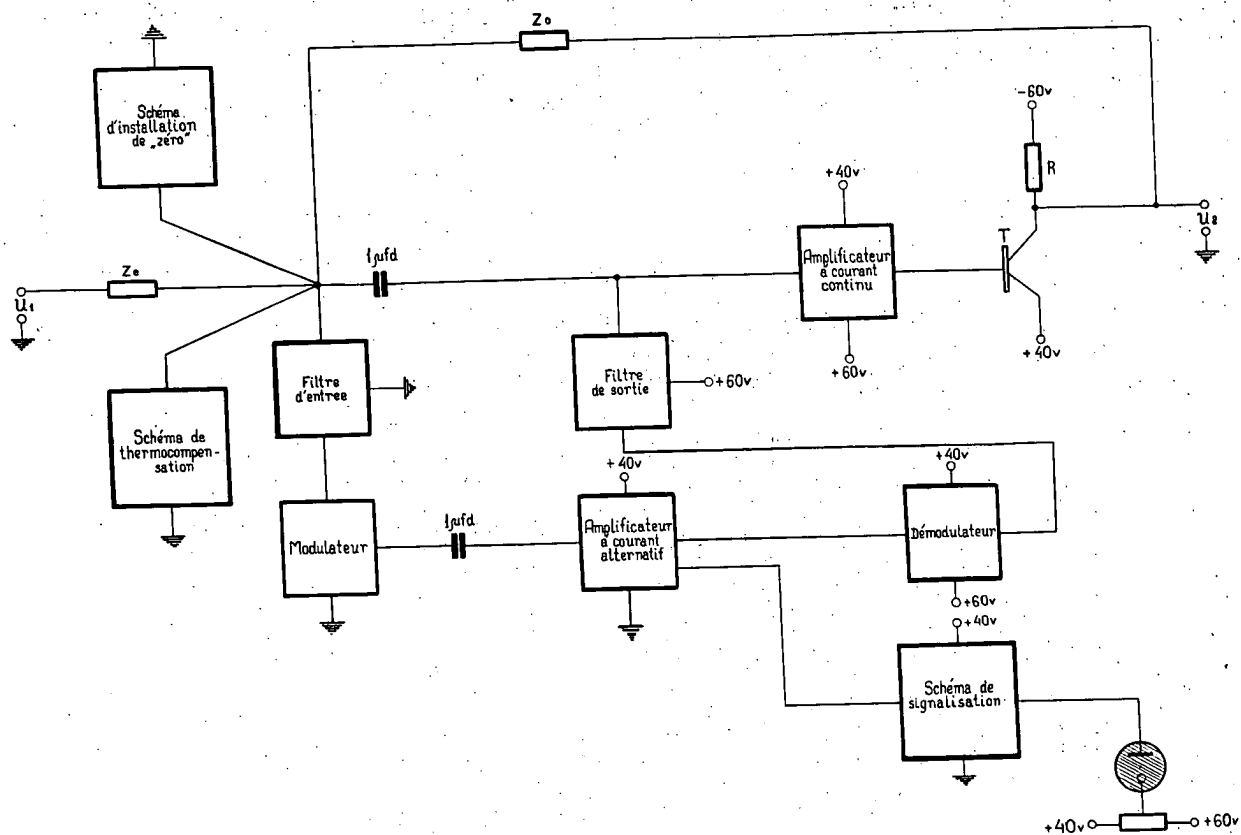 Zo
Schéma
d'installation
de „zéro"
-60v
R
+40v
1µfd
Ze
U1
Amplificateur
à courant
continu
T
U2
+60v
+40v
Filtre
d'entree
Filtre
de sortie
+60v
Schéma de
thermocompen-
sation
+40v
+40v
Modulateur
1µfd
Amplificateur
à courant
alternatif
Démodulateur
+60v
+40v
Schéma de
signalisation
+40v
+60v